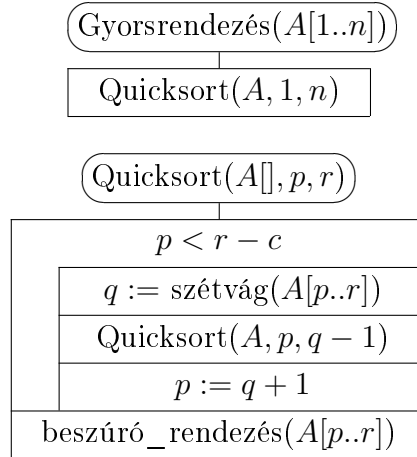 Gyorsrendezés(A[1..n])
Quicksort(A, 1, n)
Quicksort(A[], p, r)
p < r − c
q := szétvág(A[p..r])
Quicksort(A, p, q − 1)
p := q + 1
beszúró_rendezés(A[p..r])